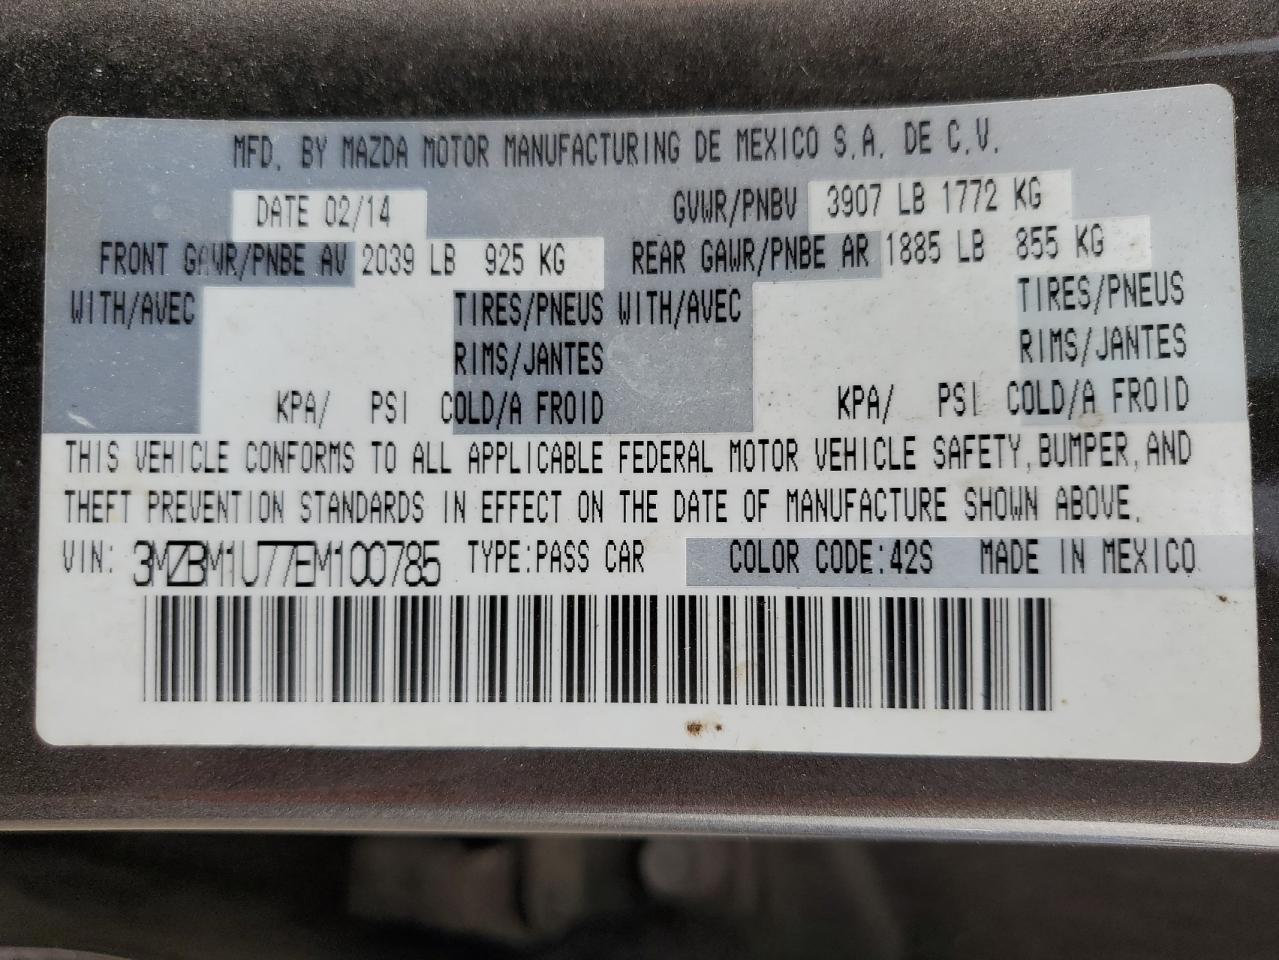 MFD. BY MAZDA MOTOR MANUFACTURING DE MEXICO S.A. DE C.V.
DATE 02/14 GVWR/PNBV 3907 LB 1772 KG
FRONT GAWR/PNBE AV 2039 LB 925 KG REAR GAWR/PNBE AR 1885 LB 855 KG
WITH/AVEC TIRES/PNEUS WITH/AVEC TIRES/PNEUS
RIMS/JANTES RIMS/JANTES
KPA/ PSI COLD/A FROID KPA/ PSI COLD/A FROID
THIS VEHICLE CONFORMS TO ALL APPLICABLE FEDERAL MOTOR VEHICLE SAFETY, BUMPER, AND
THEFT PREVENTION STANDARDS IN EFFECT ON THE DATE OF MANUFACTURE SHOWN ABOVE.
VIN: 3MZBM1U77EM100785 TYPE:PASS CAR COLOR CODE:42S MADE IN MEXICO